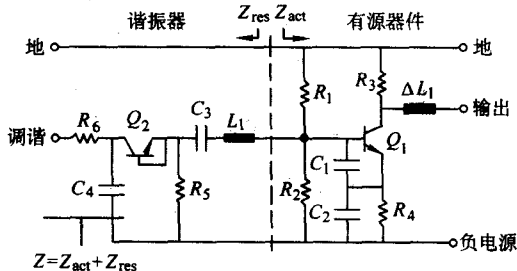 谐振器
Z_res Z_act
有源器件
地
地
R_1
R_3
ΔL_1
输出
R_6
Q_2
C_3
L_1
调谐
Q_1
C_1
C_4
R_5
R_2
C_2
R_4
负电源
Z=Z_act+Z_res